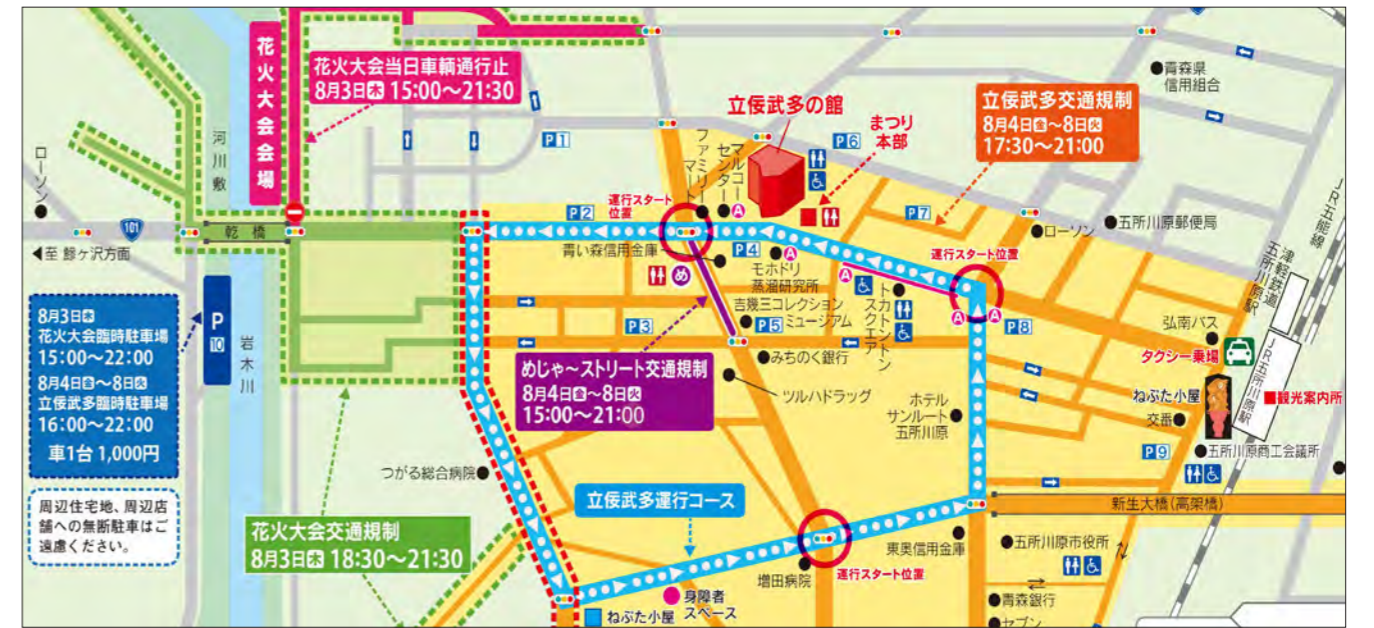 花火大会会場
花火大会当日車輌通行止
8月3日木 15:00〜21:30
河川敷
ローソン
101
乾橋
◀至 鰺ヶ沢方面
P1
ファミリーマート
マルコーセンター
立佞武多の館
P6
まつり
本部
立佞武多交通規制
8月4日金〜8日火
17:30〜21:00
青森県
信用組合
JR五能線
運行スタート
位置
P2
A
P7
ローソン
五所川原郵便局
青い森信用金庫
P4
A
モホドリ
蒸溜研究所
A
運行スタート位置
津軽鉄道
五所川原駅
め
吉幾三コレクション
ミュージアム
P5
トカトントン
スクエア
A
A
P8
弘南バス
タクシー乗場
P3
みちのく銀行
8月3日木
花火大会臨時駐車場
15:00〜22:00
8月4日金〜8日火
立佞武多臨時駐車場
16:00〜22:00
車1台 1,000円
P
10
岩木川
めじゃ〜ストリート交通規制
8月4日金〜8日火
15:00〜21:00
ツルハドラッグ
ホテル
サンルート
五所川原
ねぶた小屋
交番
JR五所川原駅
■観光案内所
P9
五所川原商工会議所
つがる総合病院
周辺住宅地、周辺店
舗への無断駐車はご
遠慮ください。
立佞武多運行コース
新生大橋(高架橋)
花火大会交通規制
8月3日木 18:30〜21:30
東奥信用金庫
五所川原市役所
増田病院
運行スタート位置
青森銀行
セブン
ねぶた小屋
身障者
スペース